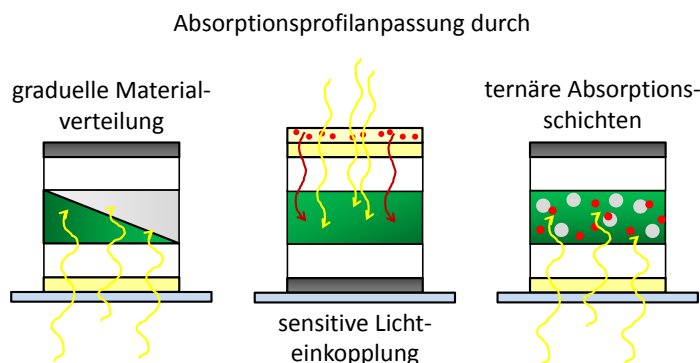 Absorptionsprofilanpassung durch
graduelle Material-
verteilung
ternäre Absorptions-
schichten
sensitive Licht-
einkopplung